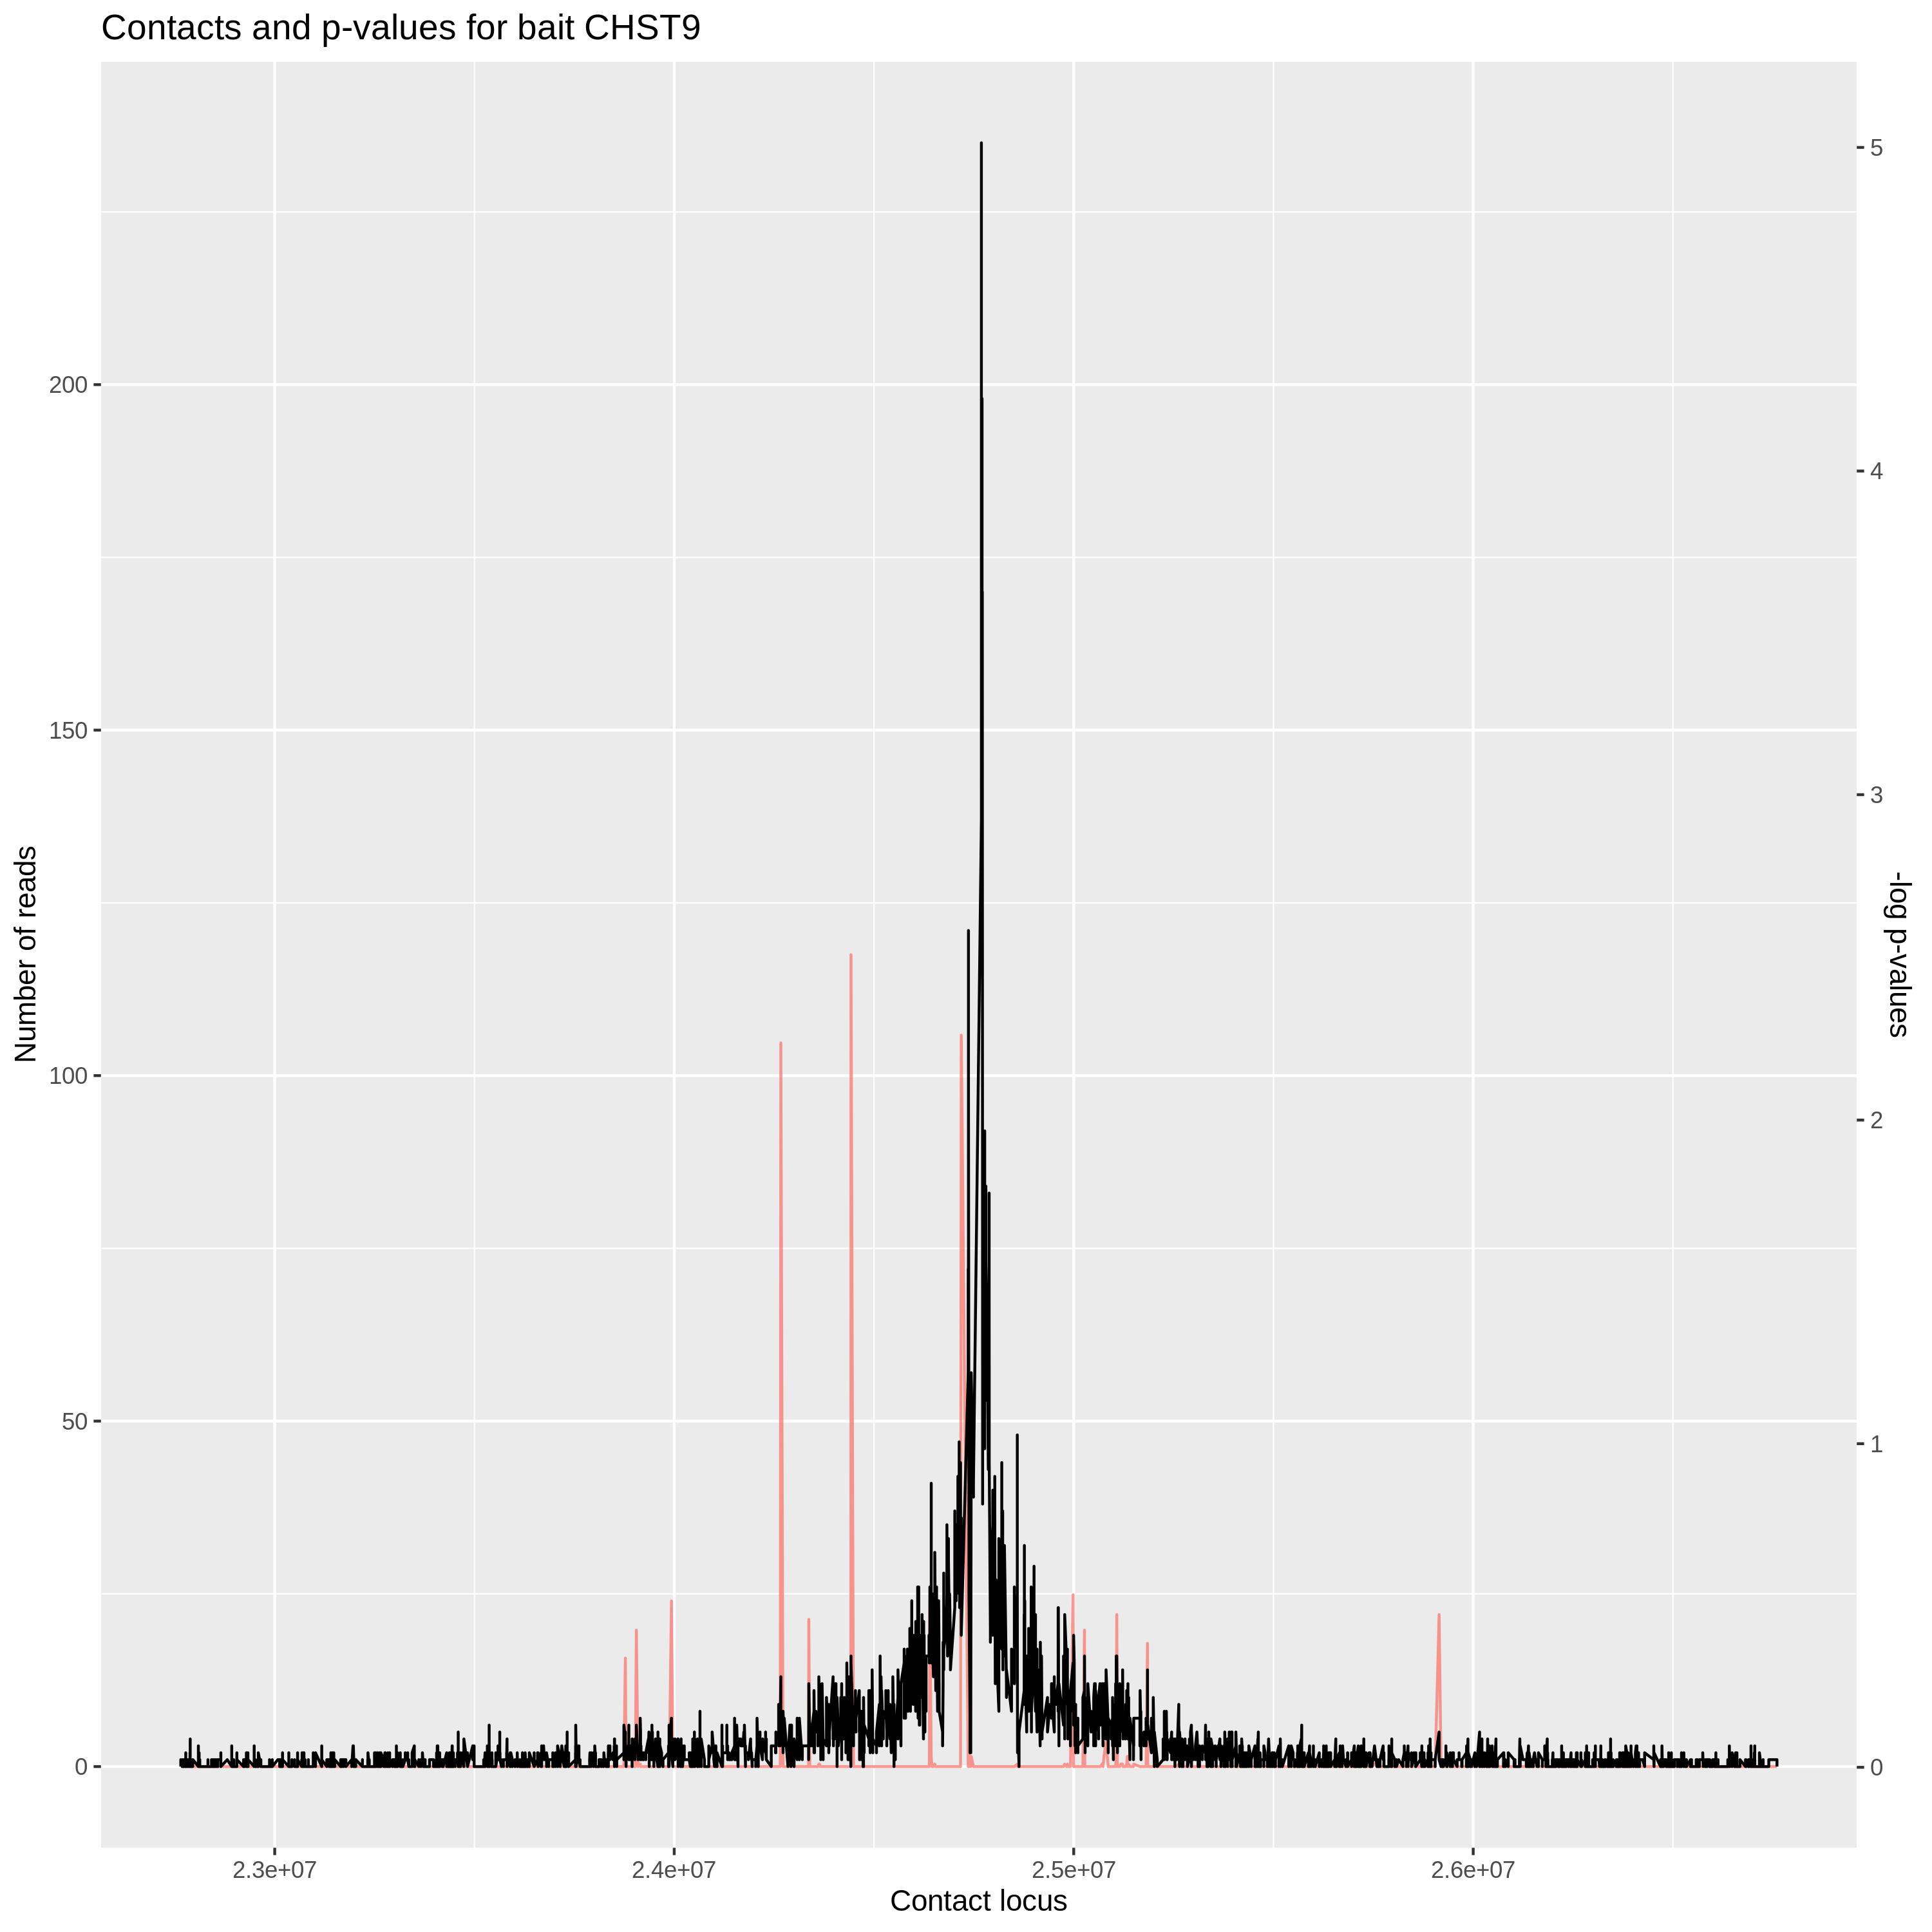 Contacts and p-values for bait CHST9
Number of reads
200
150
100
50
0
5
4
3
2
1
0
-log p-values
2.3e+07
2.4e+07
2.5e+07
2.6e+07
Contact locus